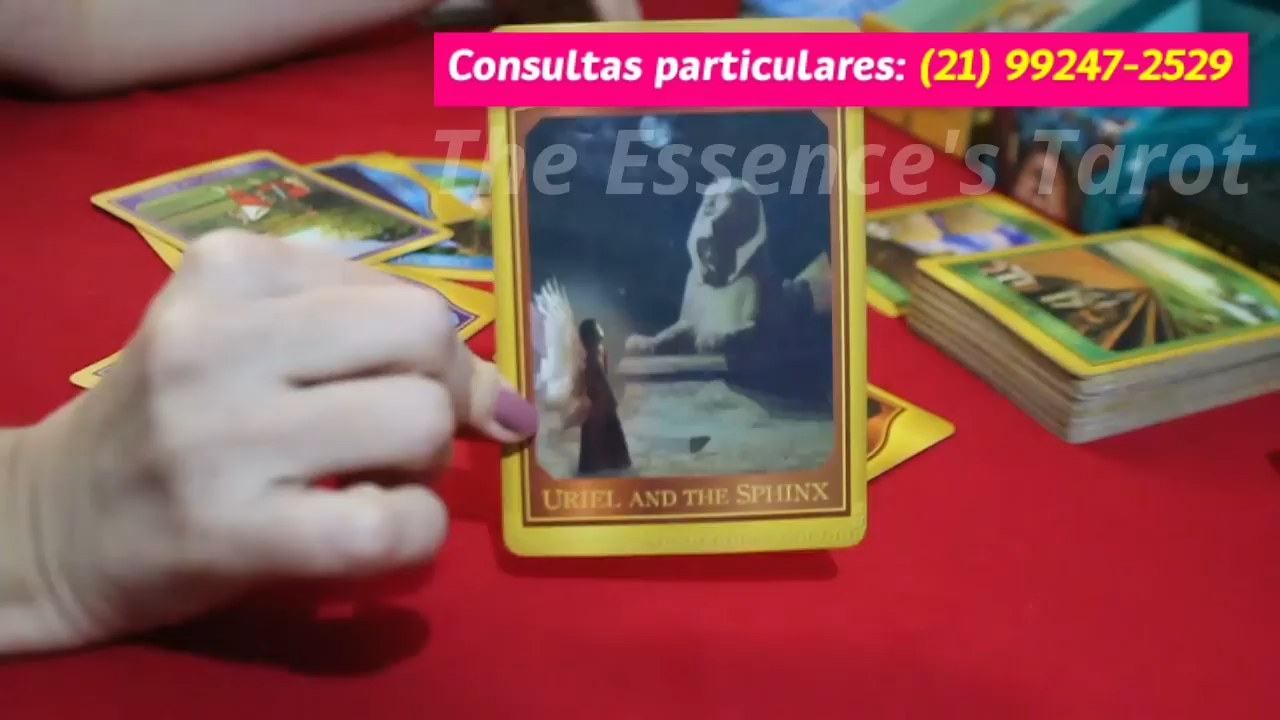 Consultas particulares: (21) 99247-2529
The Essence's Tarot
URIEL AND THE SPHINX